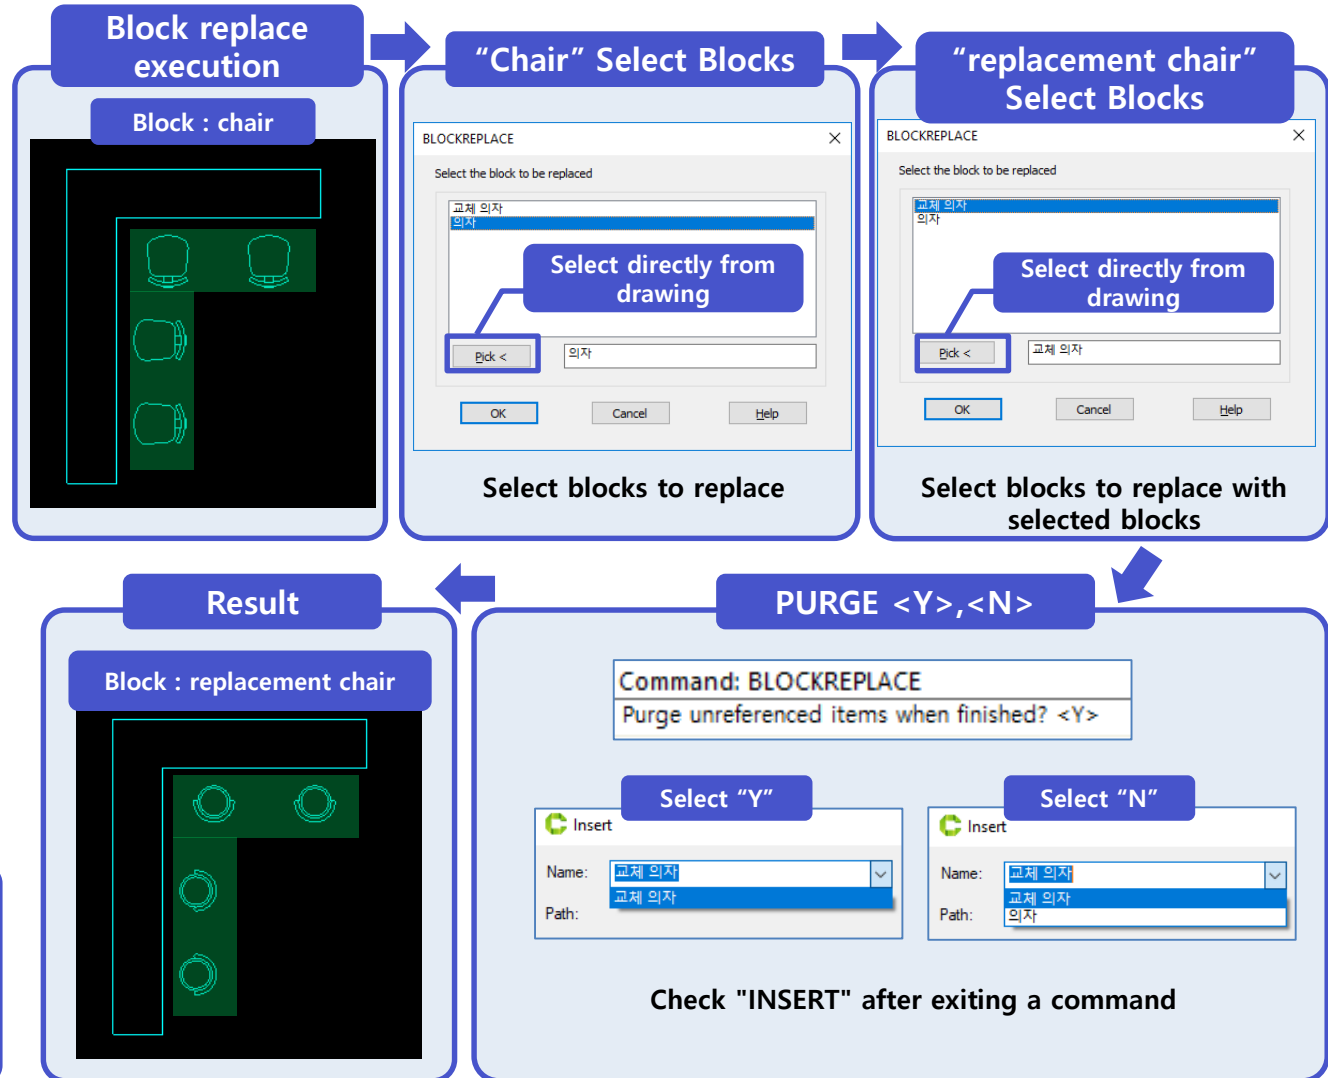 Block replace
execution
Block : chair
“Chair” Select Blocks
BLOCKREPLACE
Select the block to be replaced
교체 의자
의자
Select directly from
drawing
Pick <
의자
OK
Cancel
Help
Select blocks to replace
“replacement chair”
Select Blocks
BLOCKREPLACE
Select the block to be replaced
교체 의자
의자
Select directly from
drawing
Pick <
교체 의자
OK
Cancel
Help
Select blocks to replace with
selected blocks
PURGE <Y>,<N>
Command: BLOCKREPLACE
Purge unreferenced items when finished? <Y>
Select “Y”
Insert
Name:
교체 의자
교체 의자
Path:
Select “N”
Insert
Name:
교체 의자
교체 의자
Path:
의자
Check "INSERT" after exiting a command
Result
Block : replacement chair